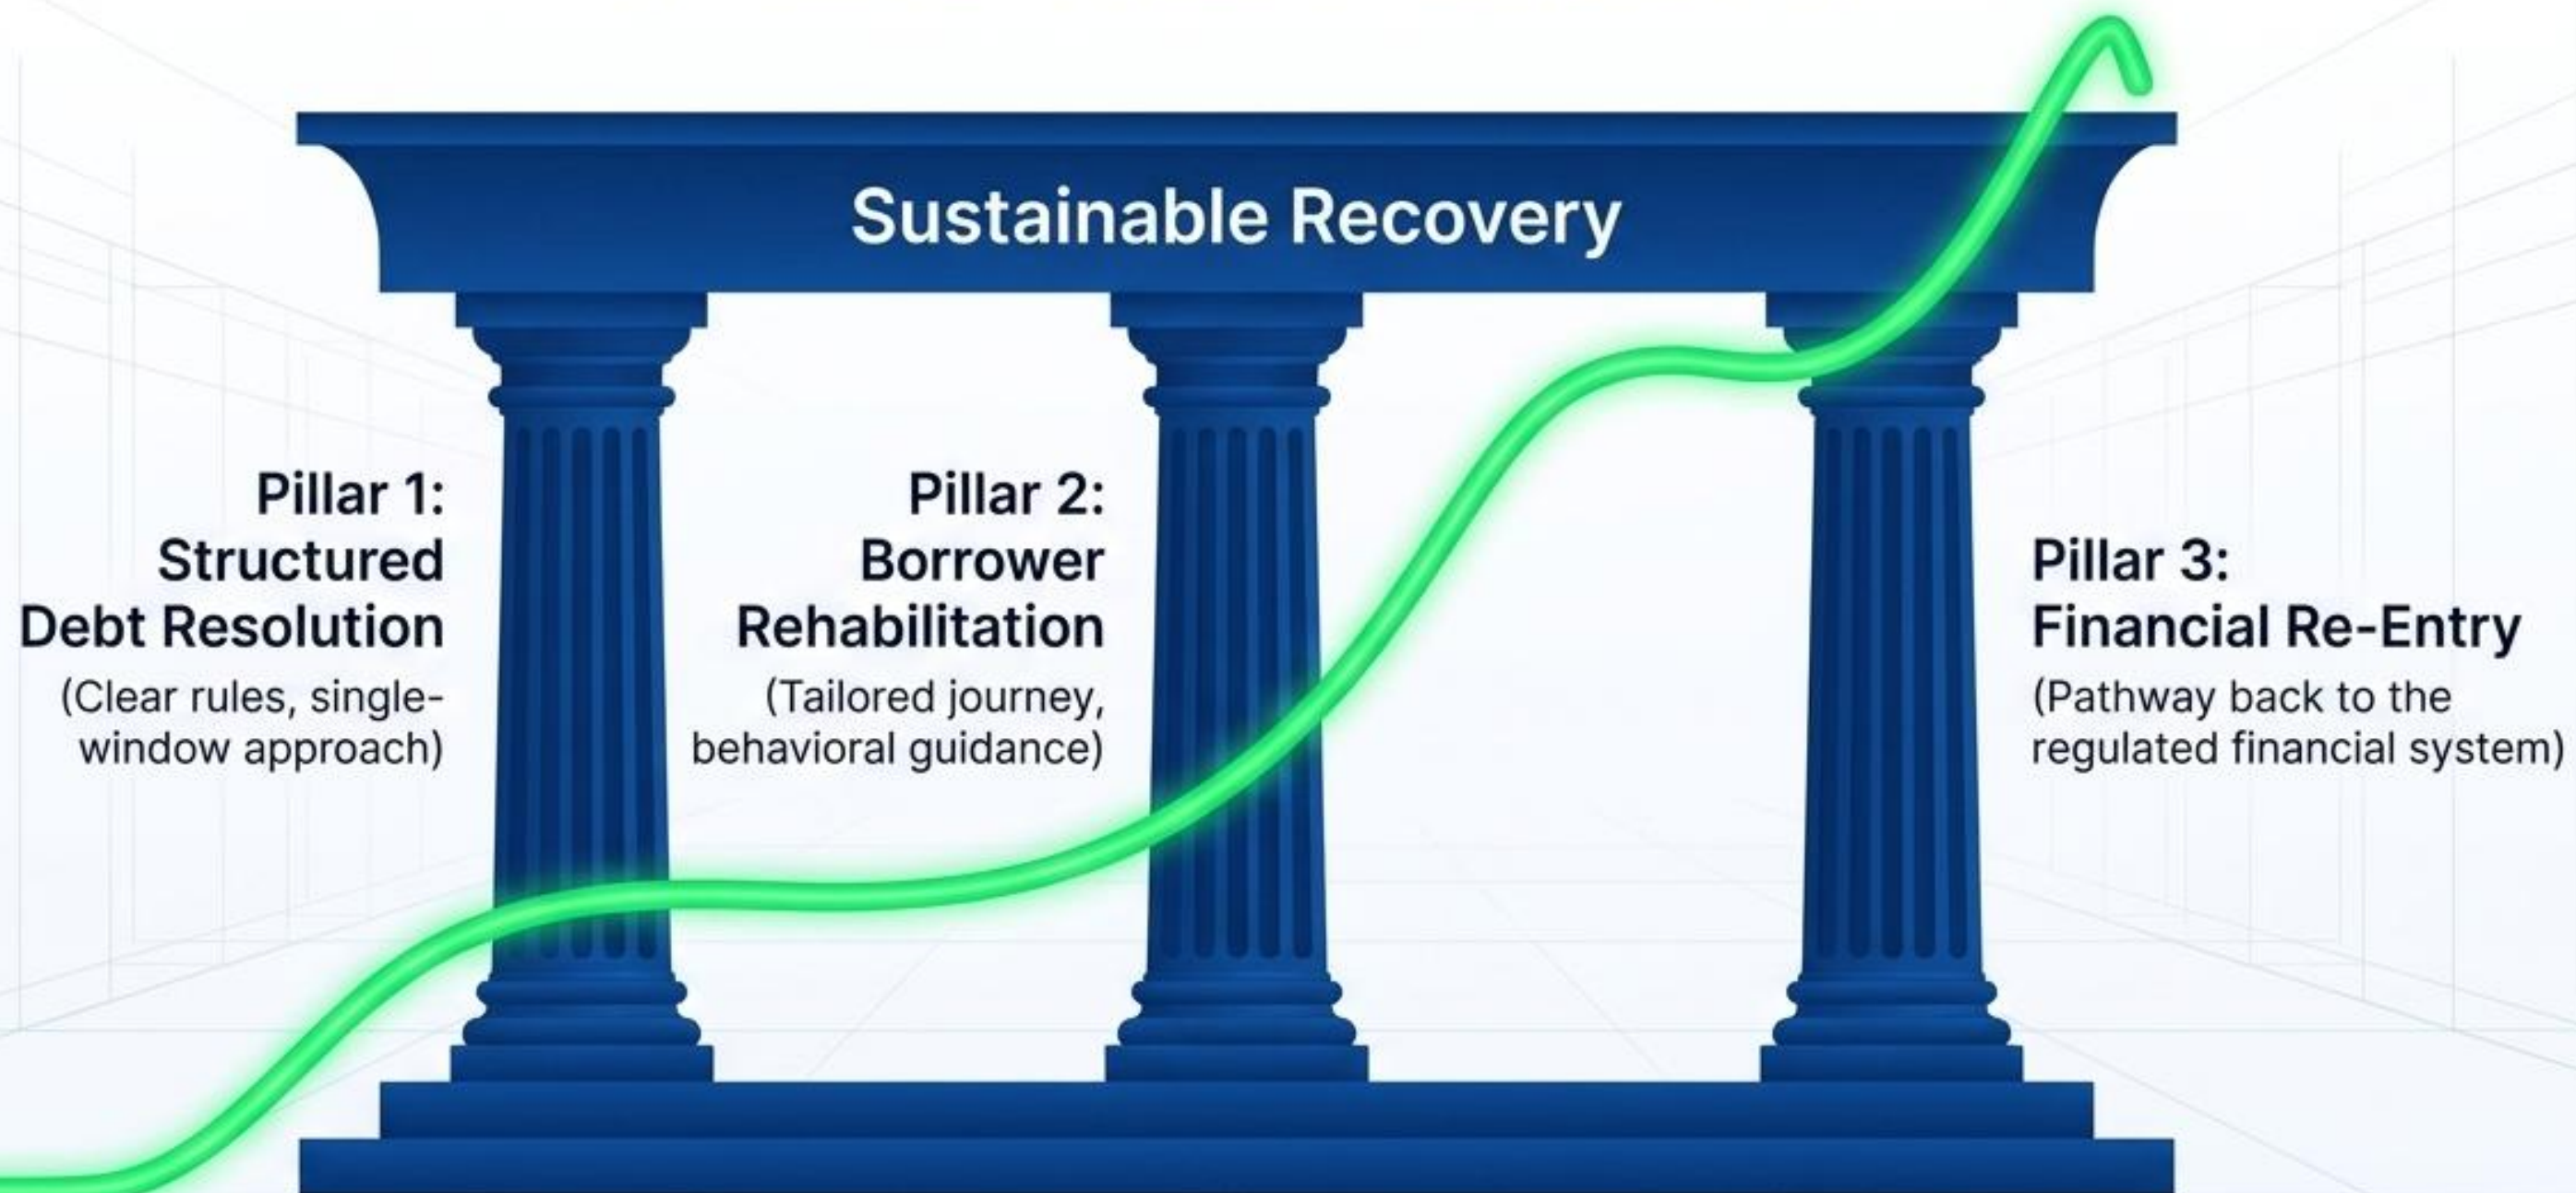 Sustainable Recovery
Pillar 1:
Structured
Debt Resolution
(Clear rules, single-
window approach)
Pillar 2:
Borrower
Rehabilitation
(Tailored journey,
behavioral guidance)
Pillar 3:
Financial Re-Entry
(Pathway back to the
regulated financial system)